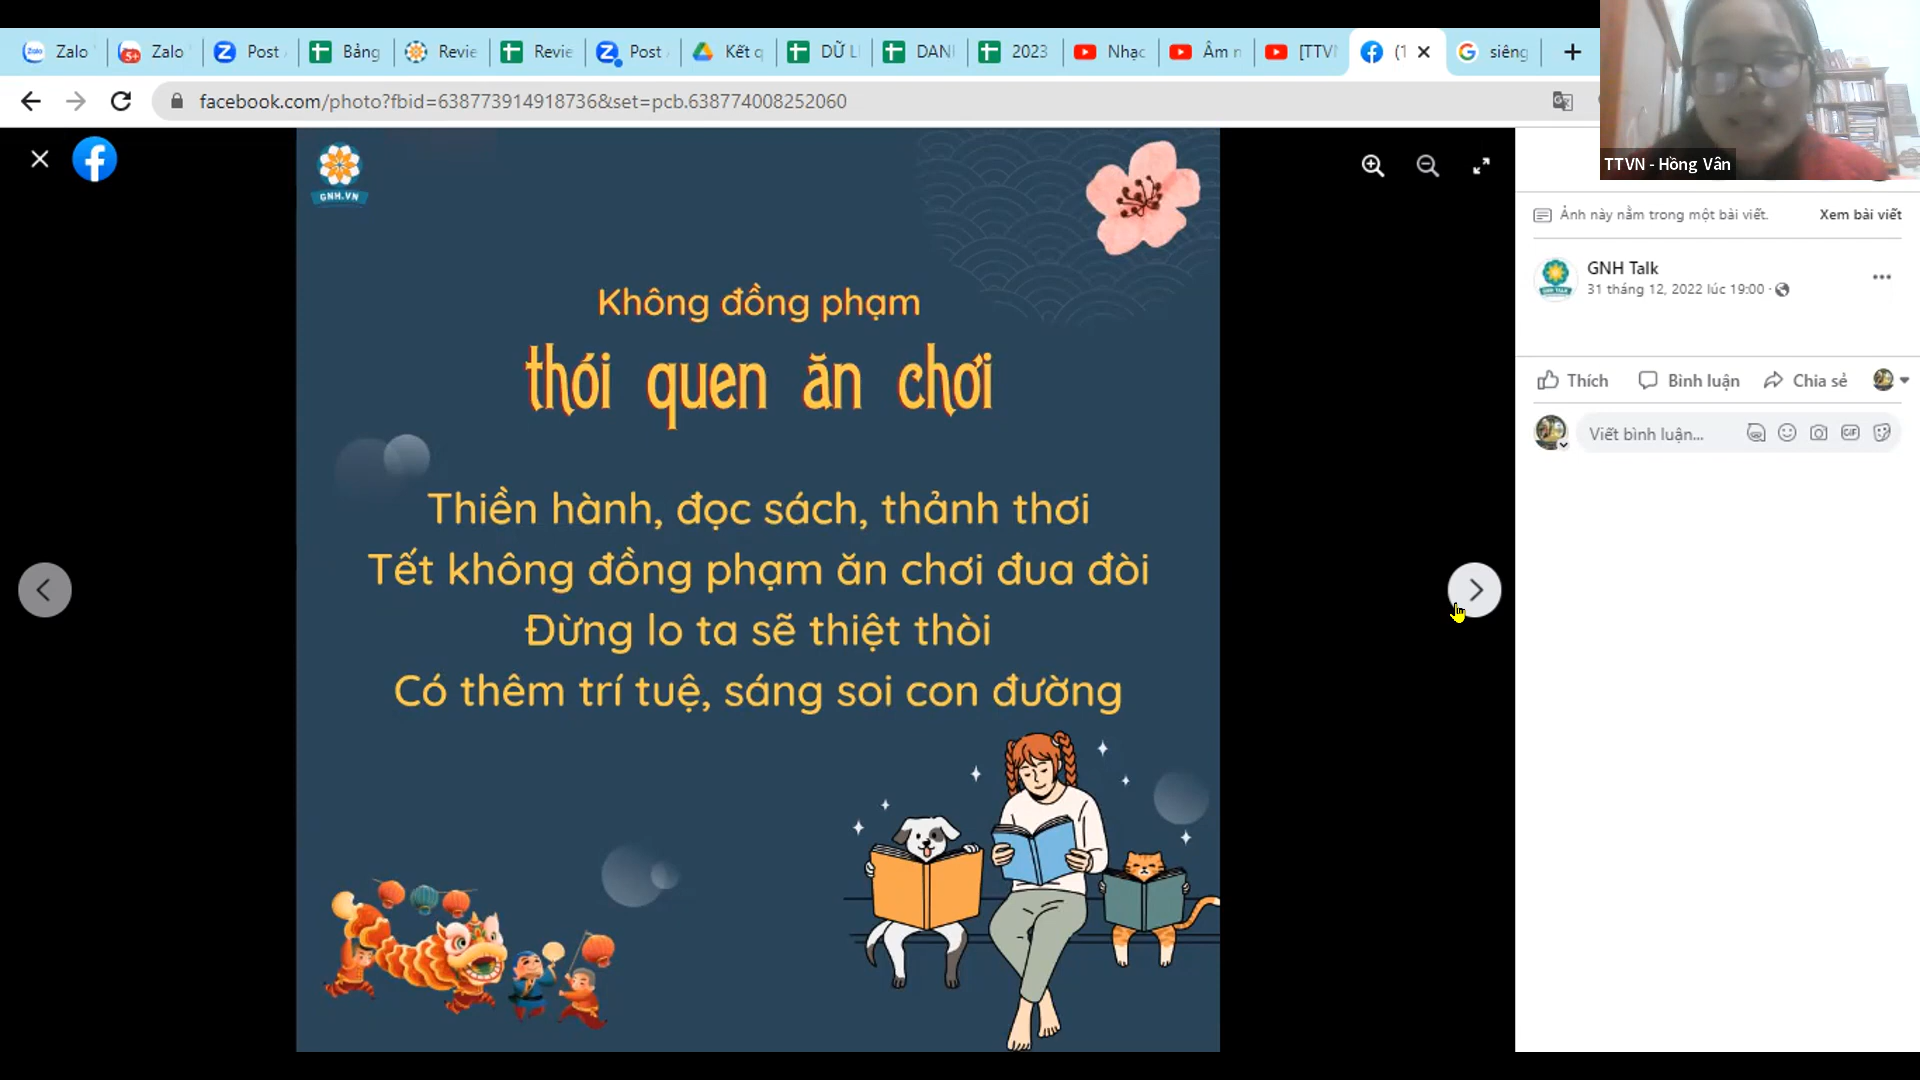 Zalo
Zalo
Post
Bảng
Revie
Revie
Post
Kết q
DỮ L
DAN
2023
Nhạc
Âm n
[TTV
(1
siêng
facebook.com/photo?fbid=638773914918736&set=pcb.638774008252060
TTVN - Hồng Vân
GNH.VN
Không đồng phạm
thói quen ăn chơi
Thiền hành, đọc sách, thảnh thơi
Tết không đồng phạm ăn chơi đua đòi
Đừng lo ta sẽ thiệt thòi
Có thêm trí tuệ, sáng soi con đường
Ảnh này nằm trong một bài viết.
Xem bài viết
GNH Talk
31 tháng 12, 2022 lúc 19:00
Thích
Bình luận
Chia sẻ
Viết bình luận...
GIF